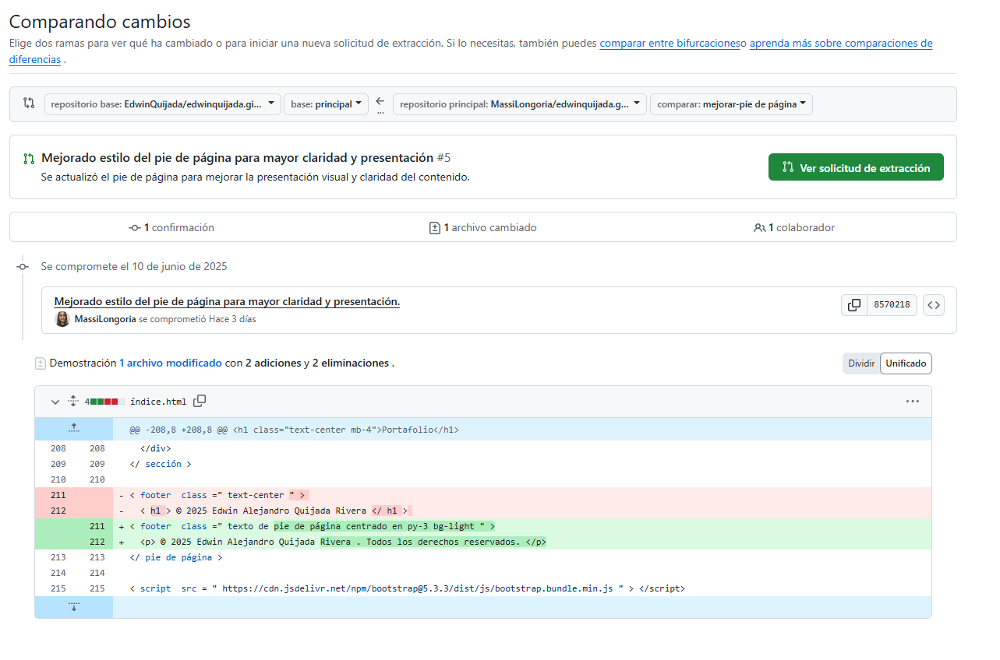 Comparando cambios
Elige dos ramas para ver qué ha cambiado o para iniciar una nueva solicitud de extracción. Si lo necesitas, también puedes comparar entre bifurcacioneso aprenda más sobre comparaciones de
diferencias .
repositorio base: EdwinQuijada/edwinquijada.gi... base: principal ... repositorio principal: MassiLongoria/edwinquijada.g... comparar: mejorar-pie de página
Mejorado estilo del pie de página para mayor claridad y presentación #5
Se actualizó el pie de página para mejorar la presentación visual y claridad del contenido.
Ver solicitud de extracción
1 confirmación 1 archivo cambiado 1 colaborador
Se compromete el 10 de junio de 2025
Mejorado estilo del pie de página para mayor claridad y presentación.
MassiLongoria se comprometió Hace 3 días
8570218
Demostración 1 archivo modificado con 2 adiciones y 2 eliminaciones .
Dividir Unificado
4 índice.html
@@ -208,8 +208,8 @@ <h1 class="text-center mb-4">Portafolio</h1>
208 208 </div>
209 209 </ sección >
210 210
211 - < footer class =" text-center " >
212 - < h1 > © 2025 Edwin Alejandro Quijada Rivera </ h1 >
211 + < footer class =" texto de pie de página centrado en py-3 bg-light " >
212 + <p> © 2025 Edwin Alejandro Quijada Rivera . Todos los derechos reservados. </p>
213 213 </ pie de página >
214 214
215 215 < script src = " https://cdn.jsdelivr.net/npm/bootstrap@5.3.3/dist/js/bootstrap.bundle.min.js " > </script>